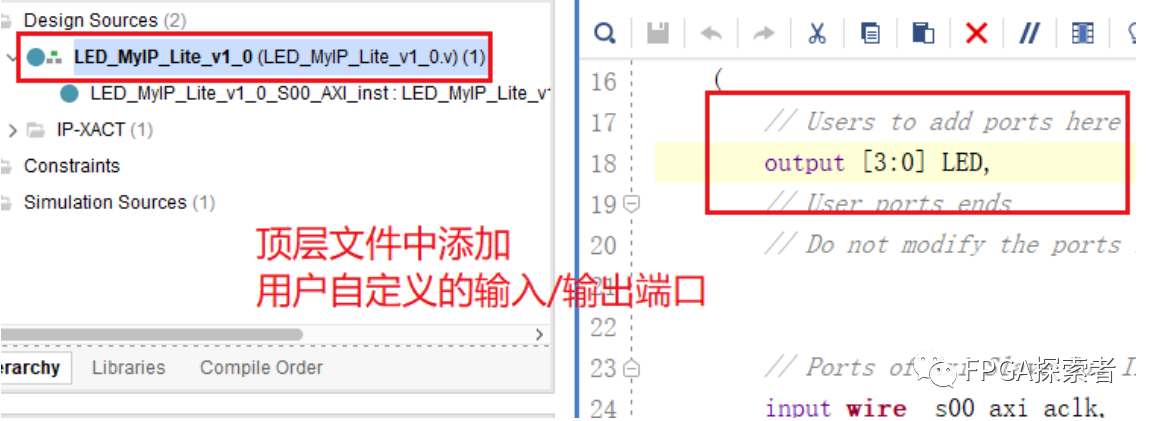 Design Sources (2)
LED_MyIP_Lite_v1_0 (LED_MyIP_Lite_v1_0.v) (1)
LED_MyIP_Lite_v1_0_S00_AXI_inst : LED_MyIP_Lite_v1
IP-XACT (1)
Constraints
Simulation Sources (1)
顶层文件中添加
用户自定义的输入/输出端口
erarchy
Libraries
Compile Order
16 (
17 // Users to add ports here
18 output [3:0] LED,
19 // User ports ends
20 // Do not modify the ports
21
22
23 // Ports of
24 input wire s00_axi_aclk,
FPGA探索者